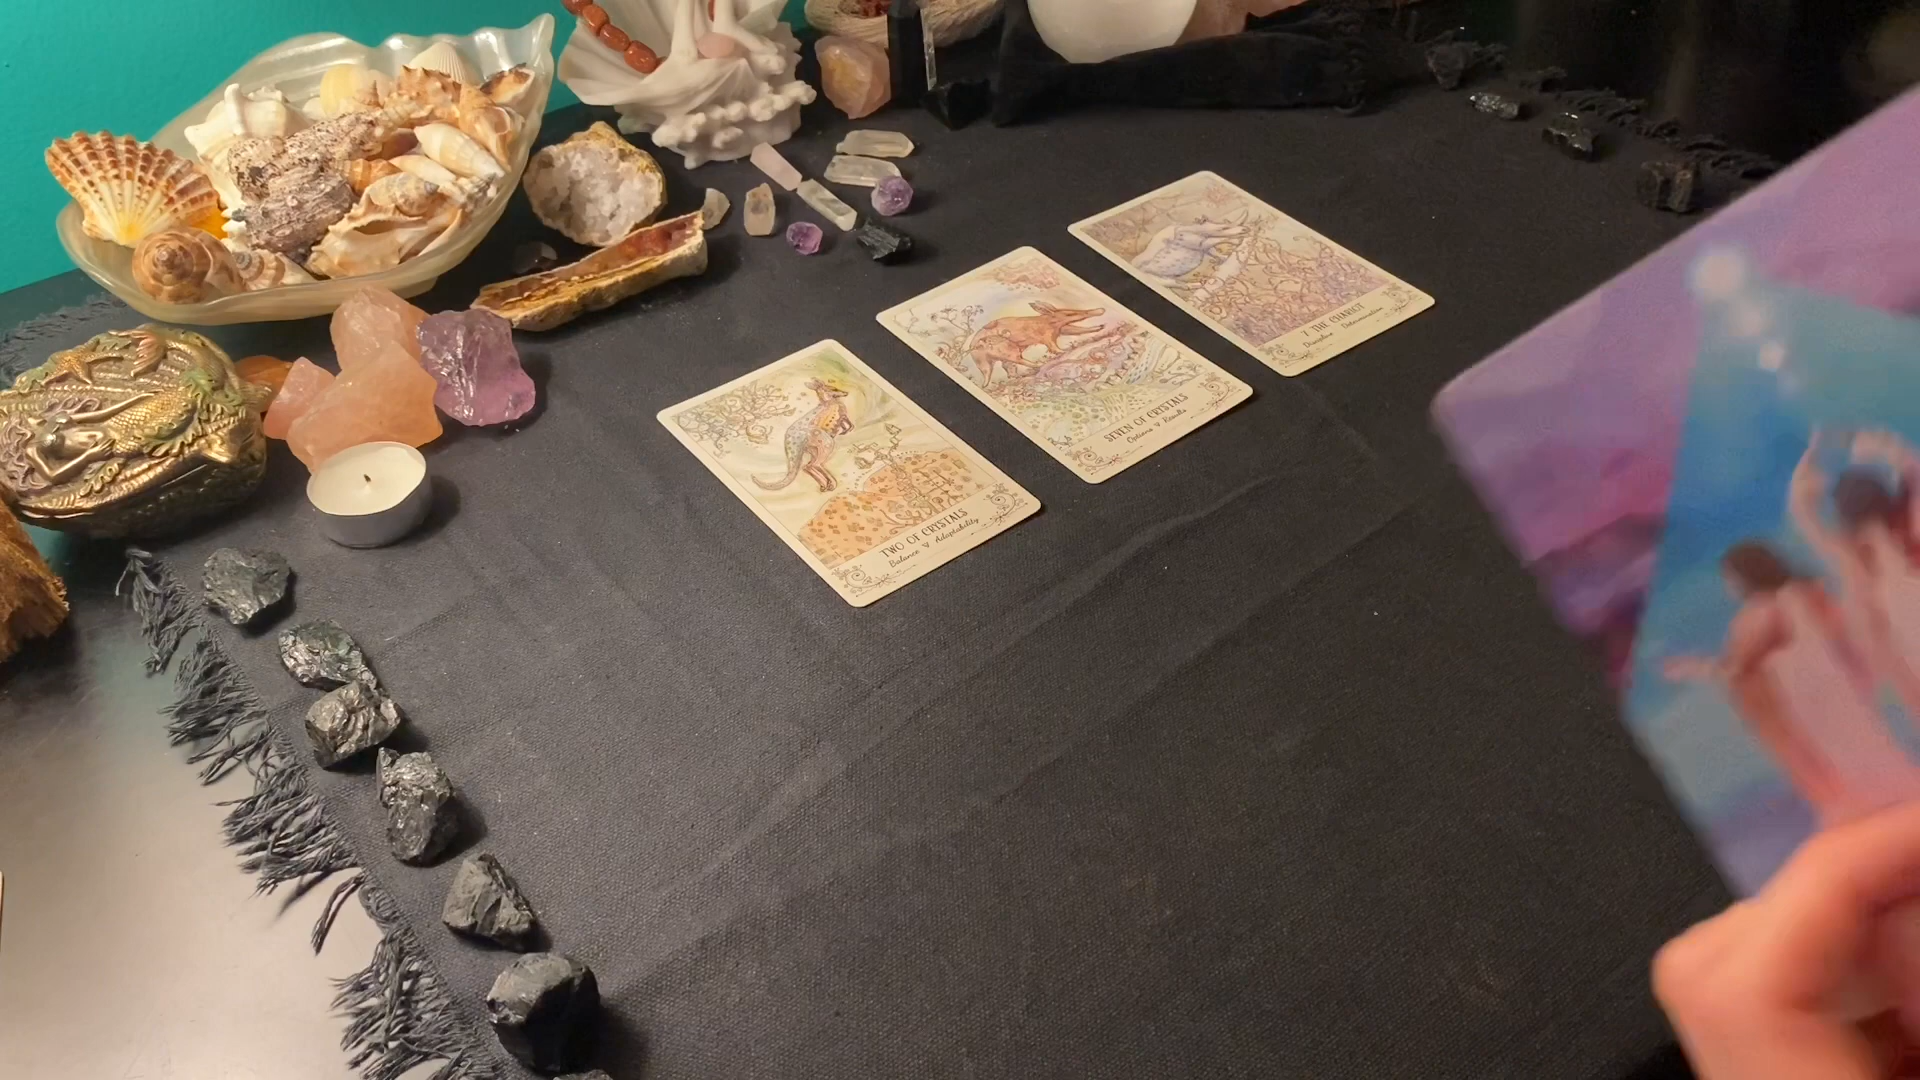 TWO OF CRYSTALS
Balance & Adaptability
SEVEN OF CRYSTALS
Options & Results
7 THE CHARIOT
Discipline Determination